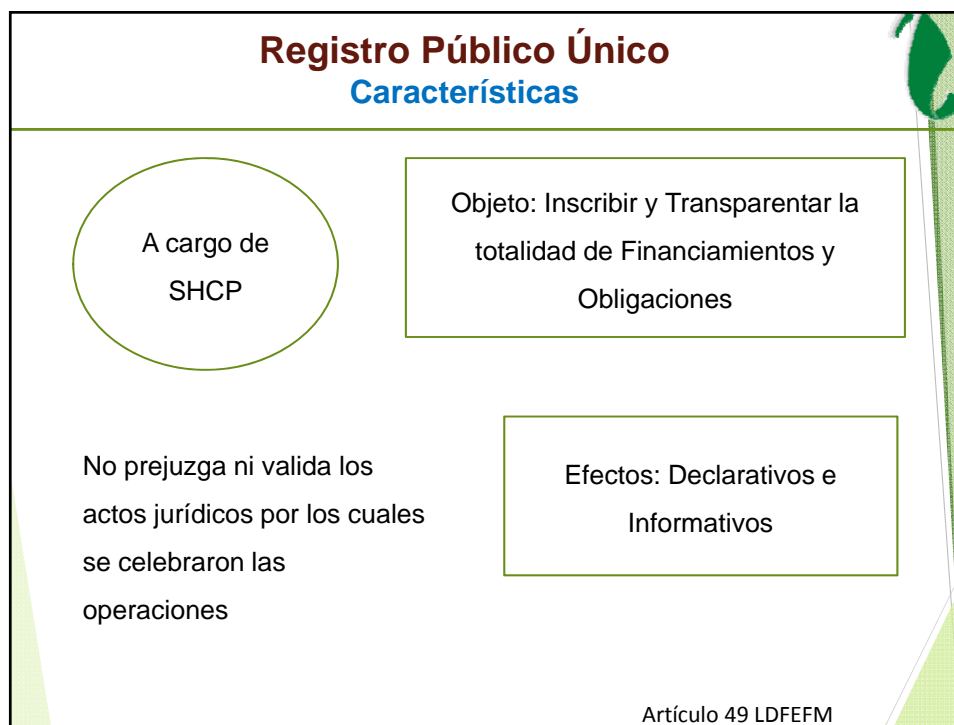 Registro Público Único
Características
A cargo de
SHCP
Objeto: Inscribir y Transparentar la
totalidad de Financiamientos y
Obligaciones
No prejuzga ni valida los
actos jurídicos por los cuales
se celebraron las
operaciones
Efectos: Declarativos e
Informativos
Artículo 49 LDFEFM